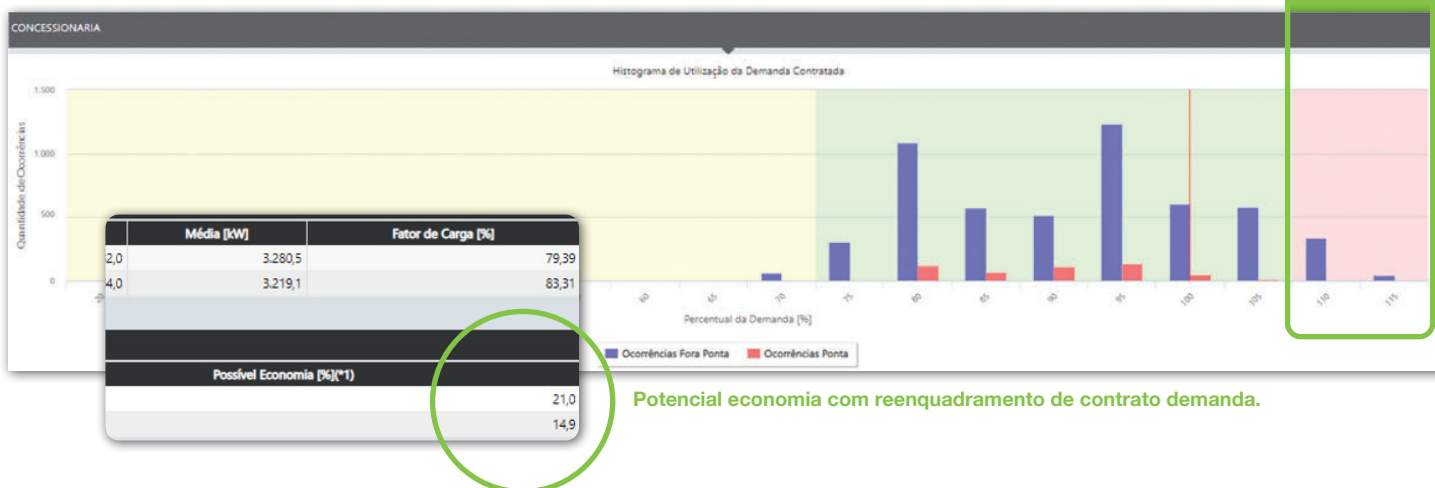 CONCESSIONARIA
Histograma de Utilização da Demanda Contratada
Quantidade de Ocorrências
1.500
1.000
500
0
20
60
65
70
75
80
85
90
95
100
105
110
115
Percentual da Demanda [%]
Ocorrências Fora Ponta Ocorrências Ponta
Média [kW] Fator de Carga [%]
2,0 3.280,5 79,39
4,0 3.219,1 83,31
Possível Economia [%](*1)
21,0
14,9
Potencial economia com reenquadramento de contrato demanda.